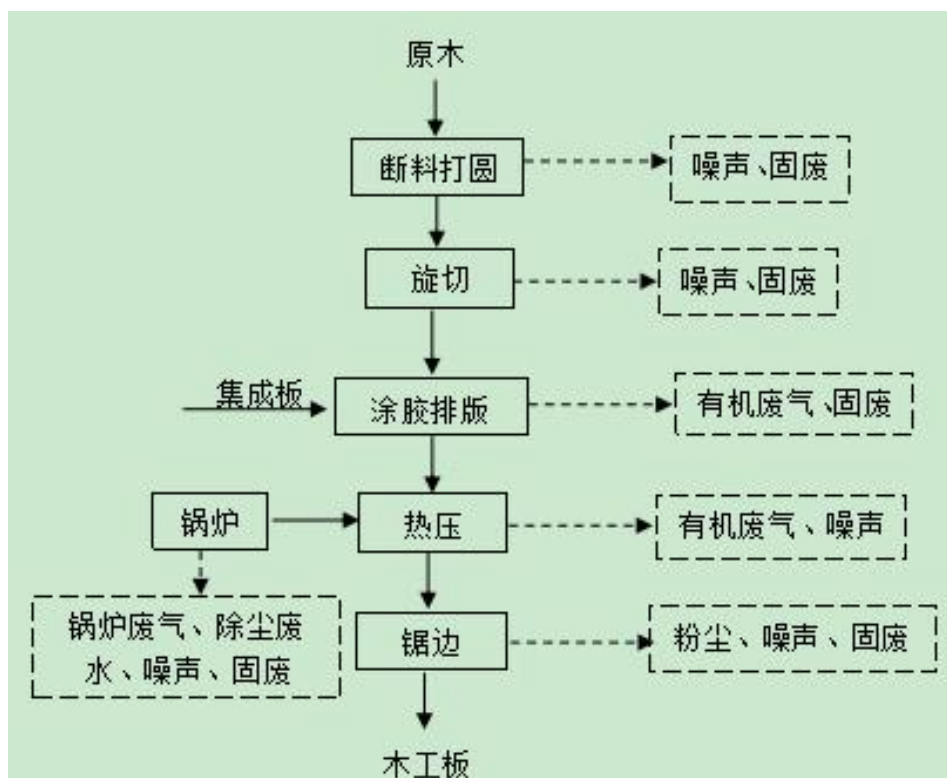 原木
断料打圆
噪声、固废
旋切
噪声、固废
集成板
涂胶排版
有机废气、固废
锅炉
热压
有机废气、噪声
锅炉废气、除尘废
水、噪声、固废
锯边
粉尘、噪声、固废
木工板